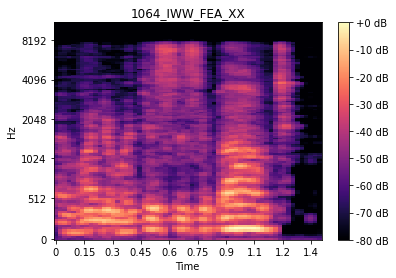 1064_IWW_FEA_XX
Hz
8192
4096
2048
1024
512
0
0 0.15 0.3 0.45 0.6 0.75 0.9 1.1 1.2 1.4
Time
+0 dB
-10 dB
-20 dB
-30 dB
-40 dB
-50 dB
-60 dB
-70 dB
-80 dB